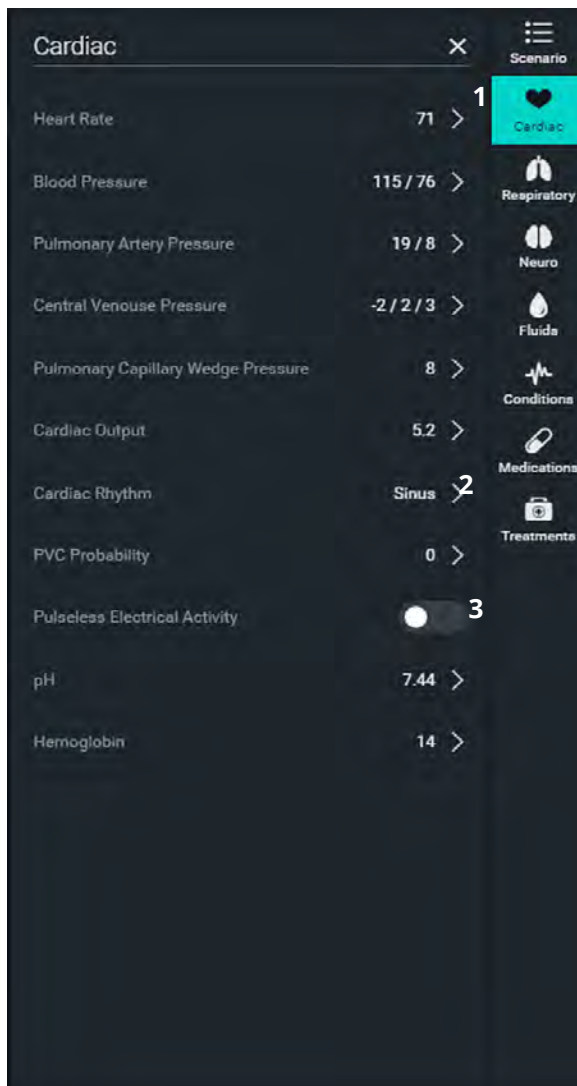 Cardiac
Heart Rate 71
Blood Pressure 115 / 76
Pulmonary Artery Pressure 19 / 8
Central Venouse Pressure -2 / 2 / 3
Pulmonary Capillary Wedge Pressure 8
Cardiac Output 5.2
Cardiac Rhythm Sinus 2
PVC Probability 0
Pulseless Electrical Activity 3
pH 7.44
Hemoglobin 14
Scenario
1
Cardiac
Respiratory
Neuro
Fluids
Conditions
Medications
Treatments